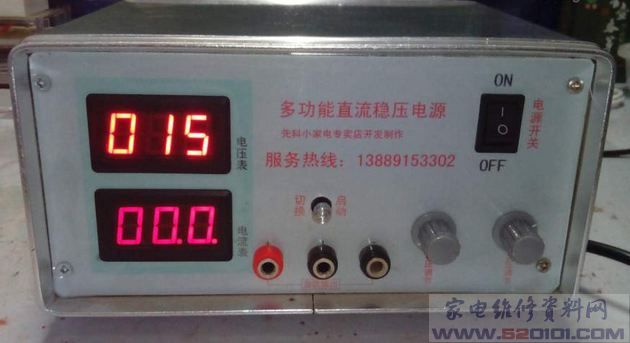 015
电压表
00.0.
电流表
多功能直流稳压电源
先科小家电专卖店开发制作
服务热线：13889153302
切换
启动
ON
电源开关
OFF
家电维修资料网
www.520101.com